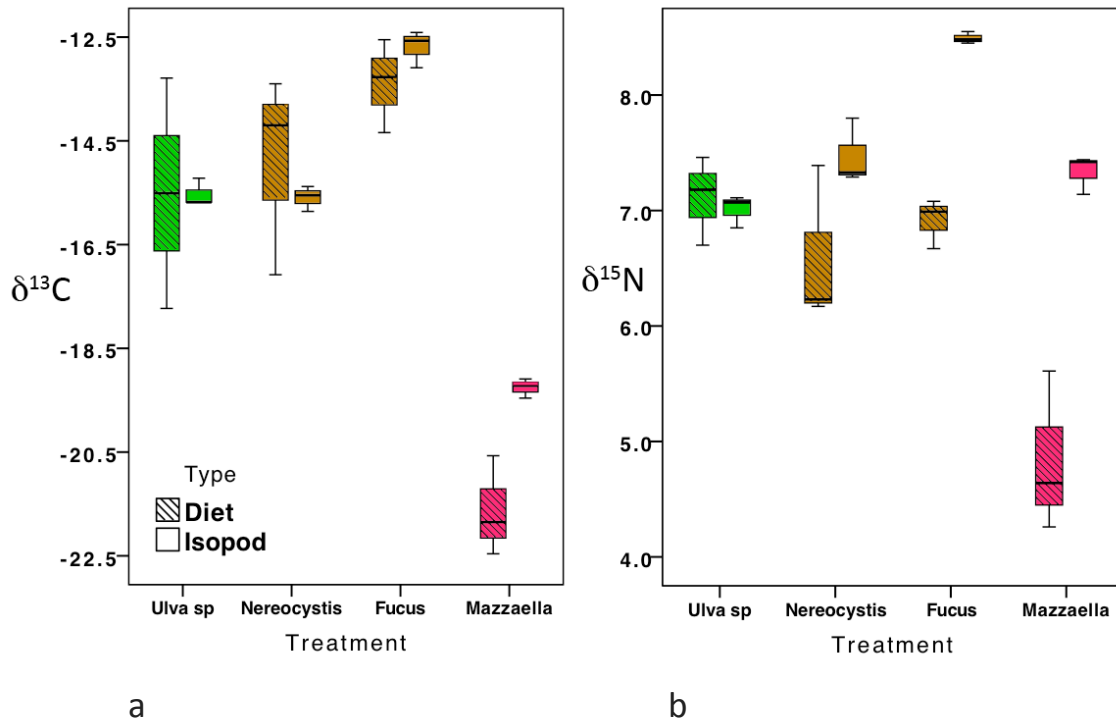 -12.5
-14.5
-16.5
δ¹³C
-18.5
-20.5
-22.5
Type
Diet
Isopod
Ulva sp Nereocystis Fucus Mazzaella
Treatment
a
8.0
7.0
δ¹⁵N
6.0
5.0
4.0
Ulva sp Nereocystis Fucus Mazzaella
Treatment
b